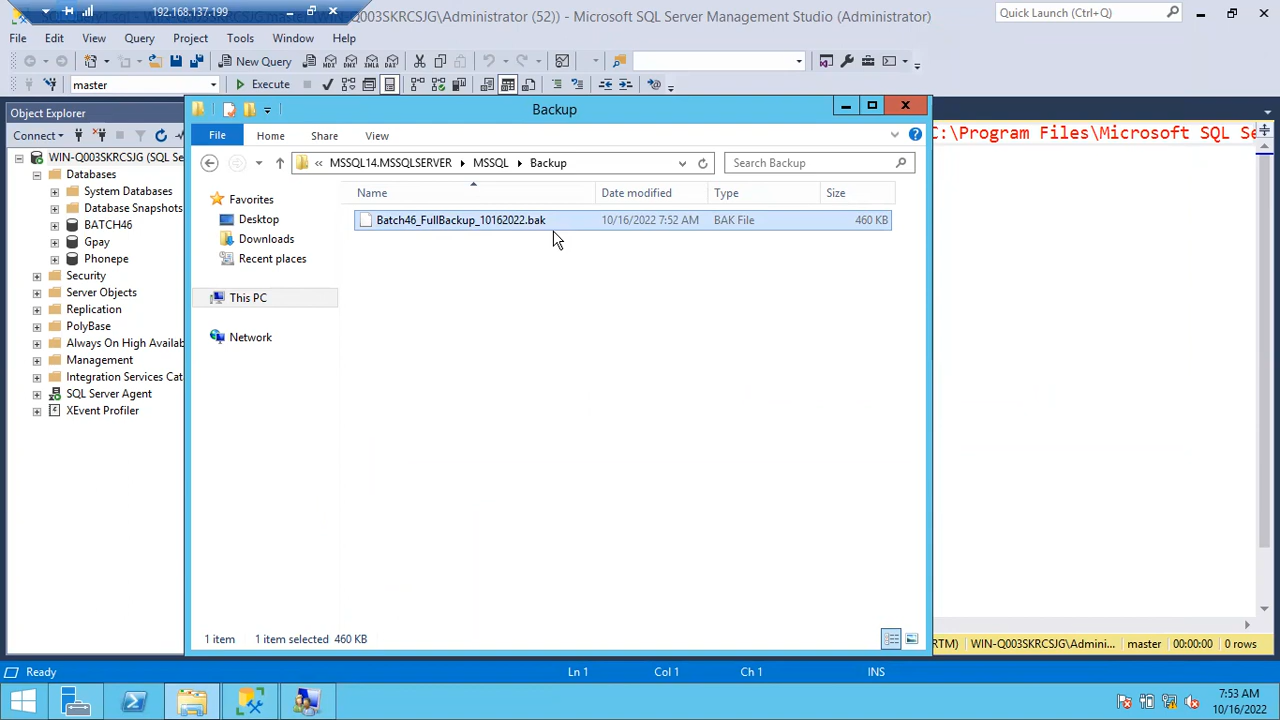 192.168.137.199
WIN-Q003SKRCSJG\Administrator (52)) - Microsoft SQL Server Management Studio (Administrator)
Quick Launch (Ctrl+Q)
File Edit View Query Project Tools Window Help
New Query
master Execute
Object Explorer
Connect
WIN-Q003SKRCSJG (SQL Se
Databases
System Databases
Database Snapshots
BATCH46
Gpay
Phonepe
Security
Server Objects
Replication
PolyBase
Always On High Availab
Management
Integration Services Cat
SQL Server Agent
XEvent Profiler
Backup
File Home Share View
MSSQL14.MSSQLSERVER MSSQL Backup
Search Backup
Name Date modified Type Size
Batch46_FullBackup_10162022.bak 10/16/2022 7:52 AM BAK File 460 KB
Favorites
Desktop
Downloads
Recent places
This PC
Network
1 item 1 item selected 460 KB
C:\Program Files\Microsoft SQL Se
RTM) WIN-Q003SKRCSJG\Admini... master 00:00:00 0 rows
Ready Ln 1 Col 1 Ch 1 INS
7:53 AM
10/16/2022